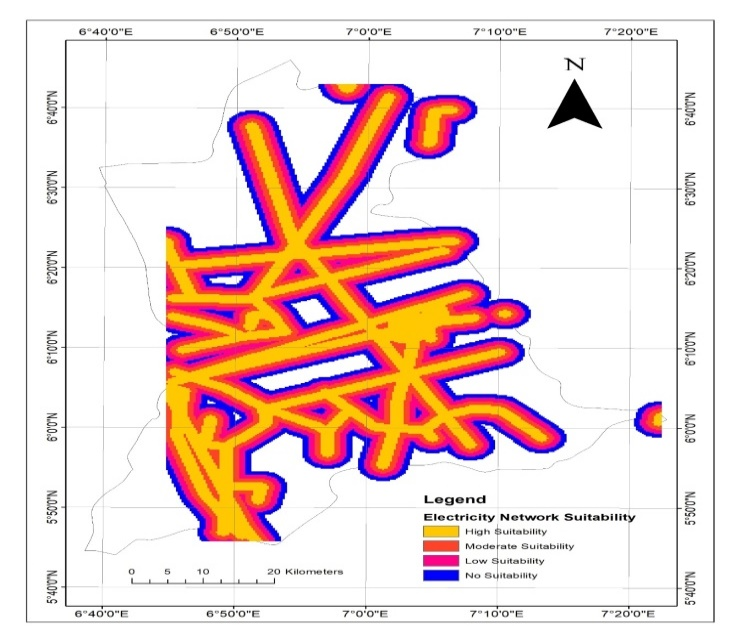 6°40'0"E 6°50'0"E 7°0'0"E 7°10'0"E 7°20'0"E
N
6°40'0"N 6°40'0"N
6°30'0"N 6°30'0"N
6°20'0"N 6°20'0"N
6°10'0"N 6°10'0"N
6°0'0"N 6°0'0"N
5°50'0"N 5°50'0"N
5°40'0"N 5°40'0"N
Legend
Electricity Network Suitability
High Suitability
Moderate Suitability
Low Suitability
No Suitability
0 5 10 20 Kilometers
6°40'0"E 6°50'0"E 7°0'0"E 7°10'0"E 7°20'0"E